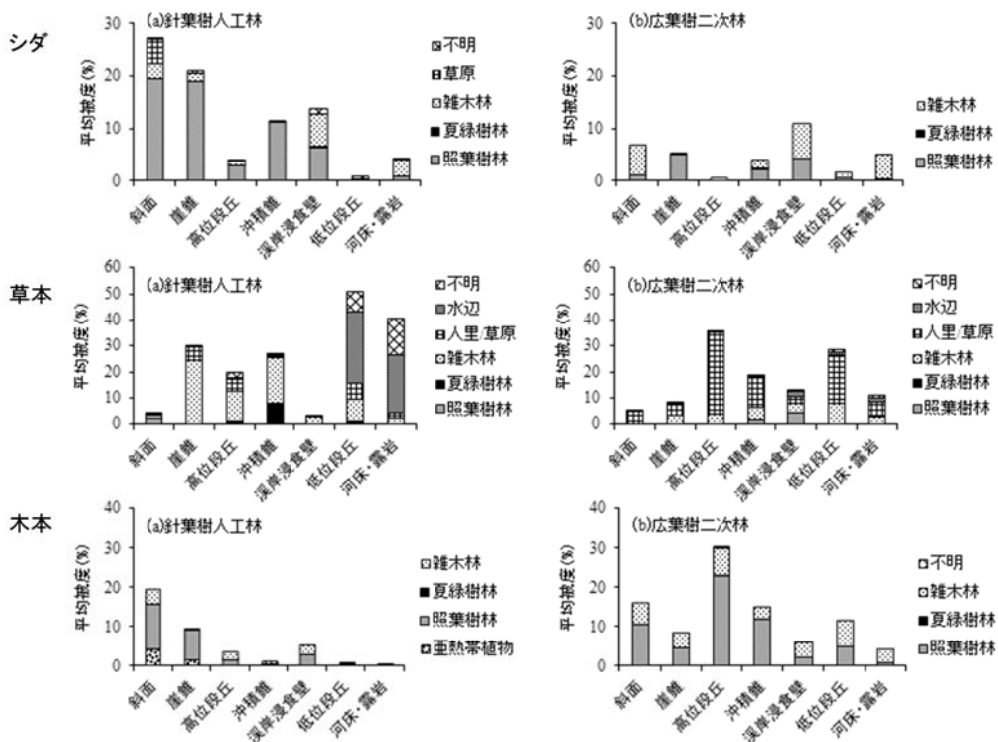 シダ
(a)針葉樹人工林
平均被度(%)
30
20
10
0
斜面
崖錐
高位段丘
沖積錐
渓岸浸食壁
低位段丘
河床・露岩
不明
草原
雑木林
夏緑樹林
照葉樹林
(b)広葉樹二次林
平均被度(%)
30
20
10
0
斜面
崖錐
高位段丘
沖積錐
渓岸浸食壁
低位段丘
河床・露岩
雑木林
夏緑樹林
照葉樹林
草本
(a)針葉樹人工林
平均被度(%)
60
50
40
30
20
10
0
斜面
崖錐
高位段丘
沖積錐
渓岸浸食壁
低位段丘
河床・露岩
不明
水辺
人里/草原
雑木林
夏緑樹林
照葉樹林
(b)広葉樹二次林
平均被度(%)
60
50
40
30
20
10
0
斜面
崖錐
高位段丘
沖積錐
渓岸浸食壁
低位段丘
河床・露岩
不明
水辺
人里/草原
雑木林
夏緑樹林
照葉樹林
木本
(a)針葉樹人工林
平均被度(%)
40
30
20
10
0
斜面
崖錐
高位段丘
沖積錐
渓岸浸食壁
低位段丘
河床・露岩
雑木林
夏緑樹林
照葉樹林
亜熱帯植物
(b)広葉樹二次林
平均被度(%)
40
30
20
10
0
斜面
崖錐
高位段丘
沖積錐
渓岸浸食壁
低位段丘
河床・露岩
不明
雑木林
夏緑樹林
照葉樹林